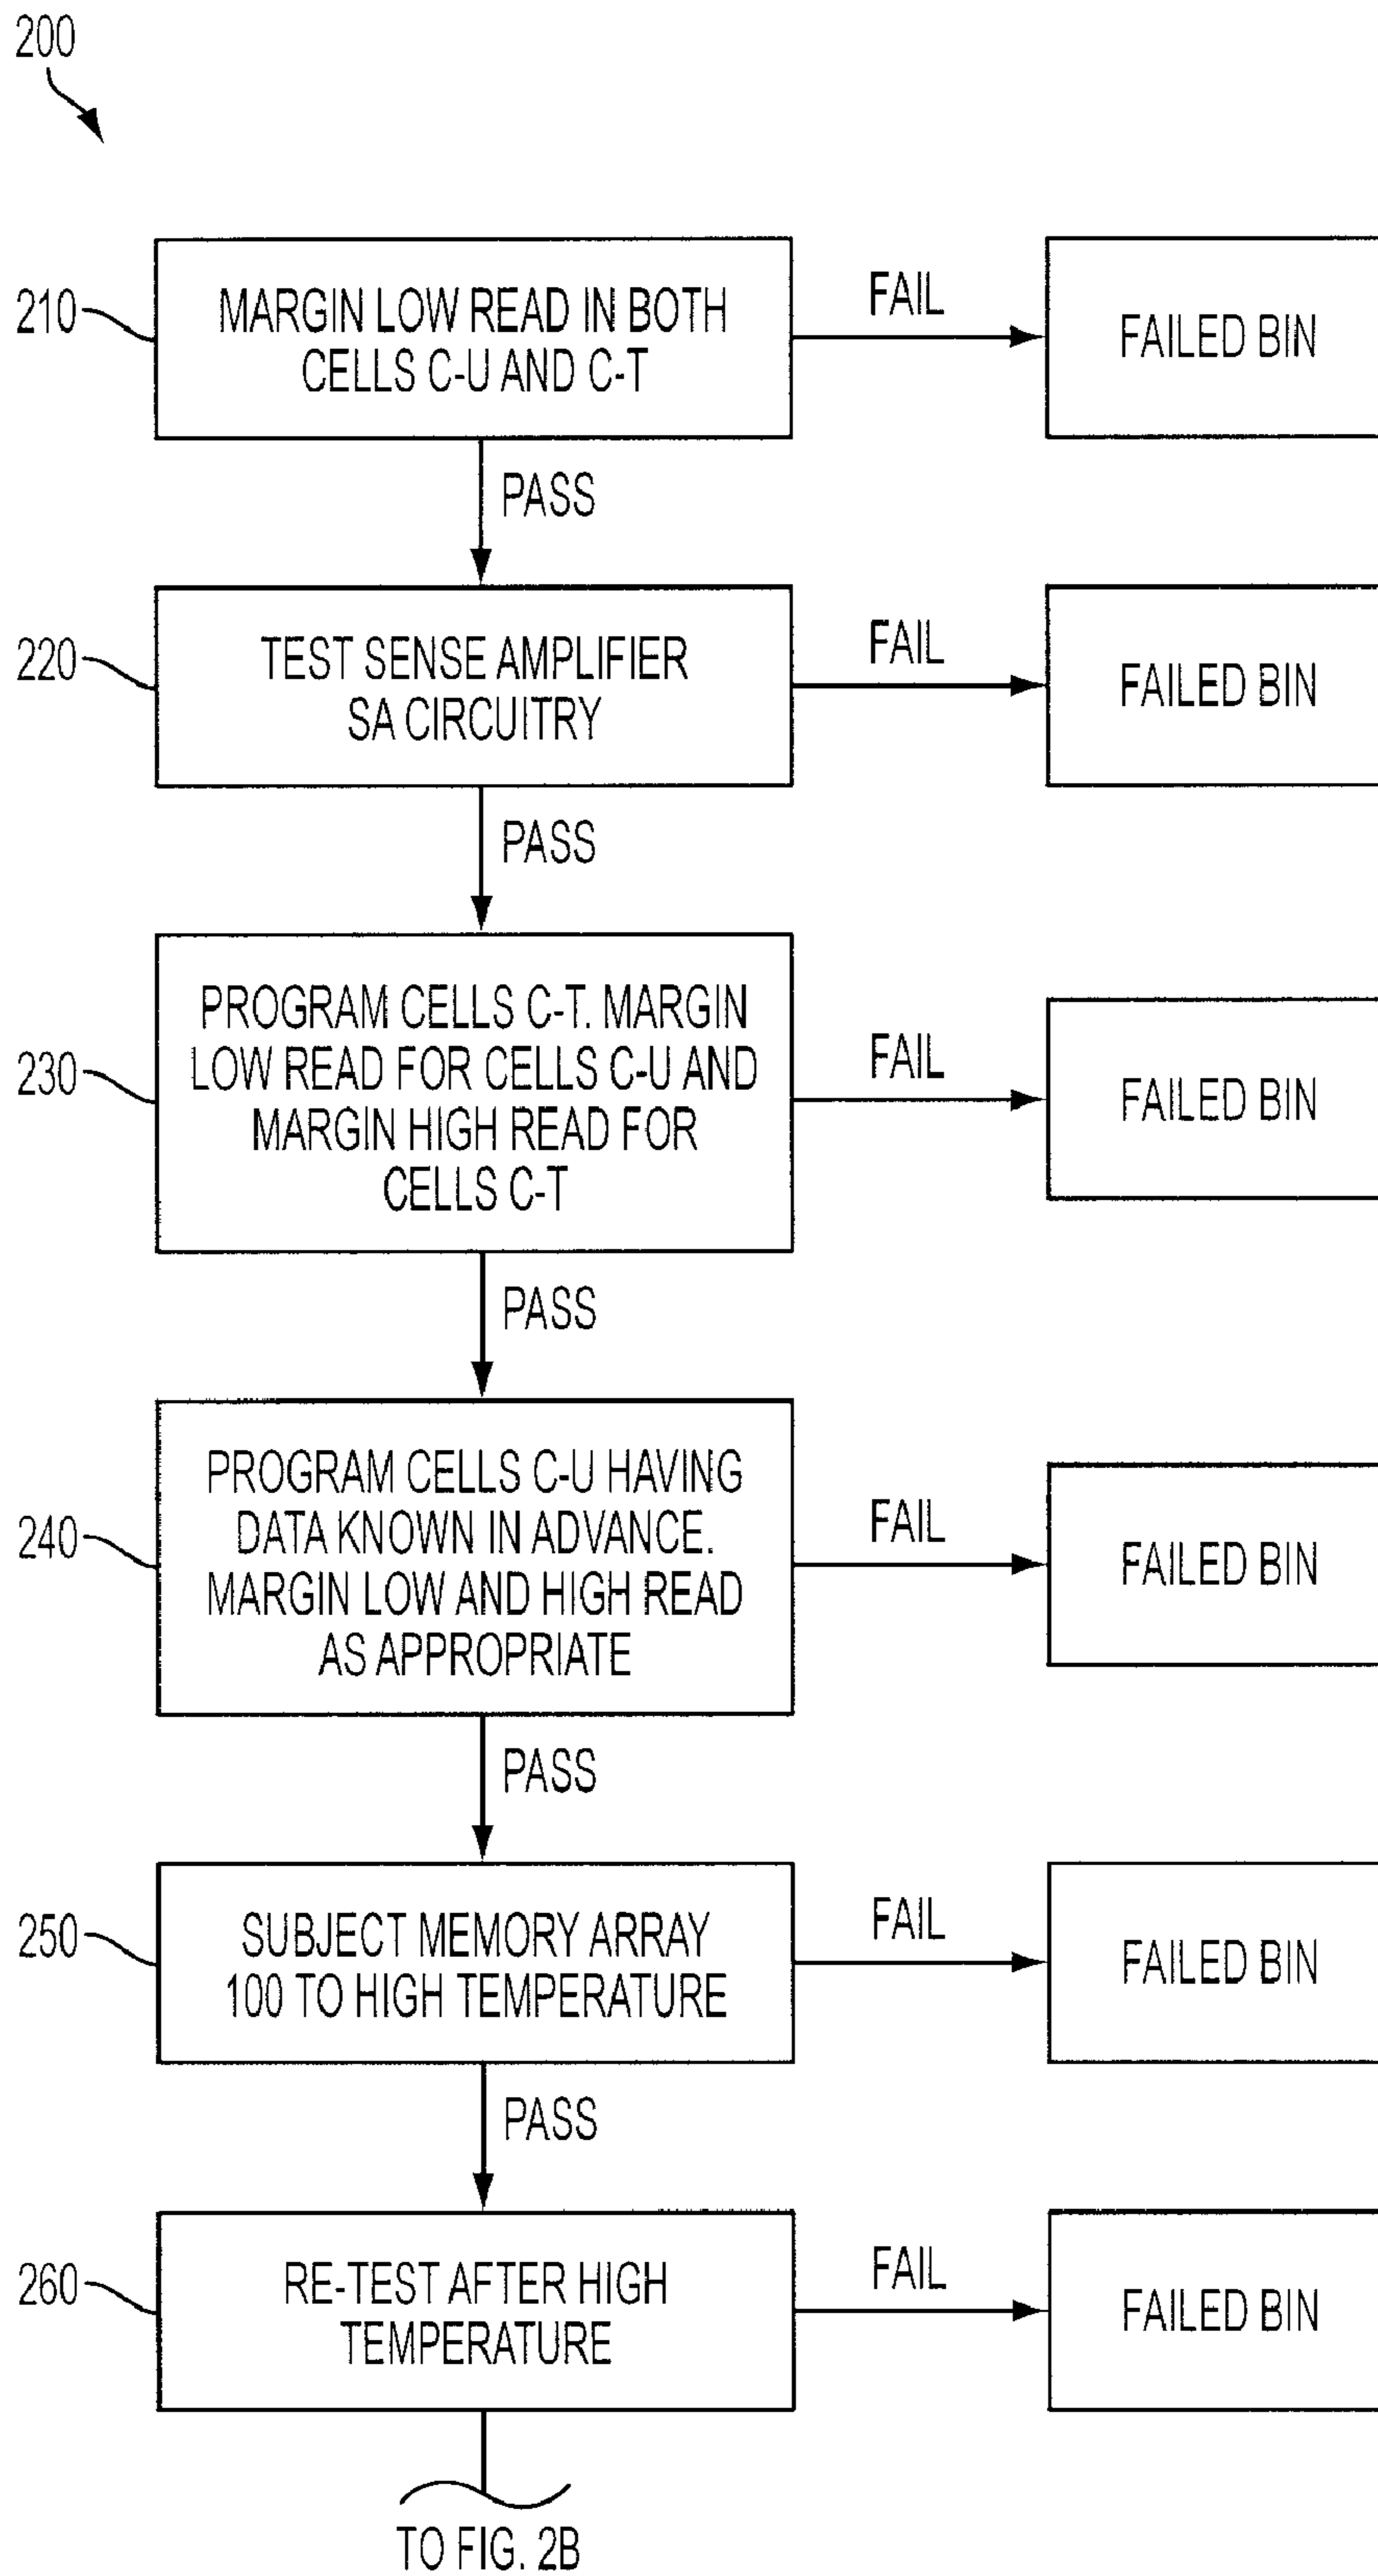 200
210
MARGIN LOW READ IN BOTH
CELLS C-U AND C-T
FAIL
FAILED BIN
PASS
220
TEST SENSE AMPLIFIER
SA CIRCUITRY
FAIL
FAILED BIN
PASS
230
PROGRAM CELLS C-T. MARGIN
LOW READ FOR CELLS C-U AND
MARGIN HIGH READ FOR
CELLS C-T
FAIL
FAILED BIN
PASS
240
PROGRAM CELLS C-U HAVING
DATA KNOWN IN ADVANCE.
MARGIN LOW AND HIGH READ
AS APPROPRIATE
FAIL
FAILED BIN
PASS
250
SUBJECT MEMORY ARRAY
100 TO HIGH TEMPERATURE
FAIL
FAILED BIN
PASS
260
RE-TEST AFTER HIGH
TEMPERATURE
FAIL
FAILED BIN
TO FIG. 2B